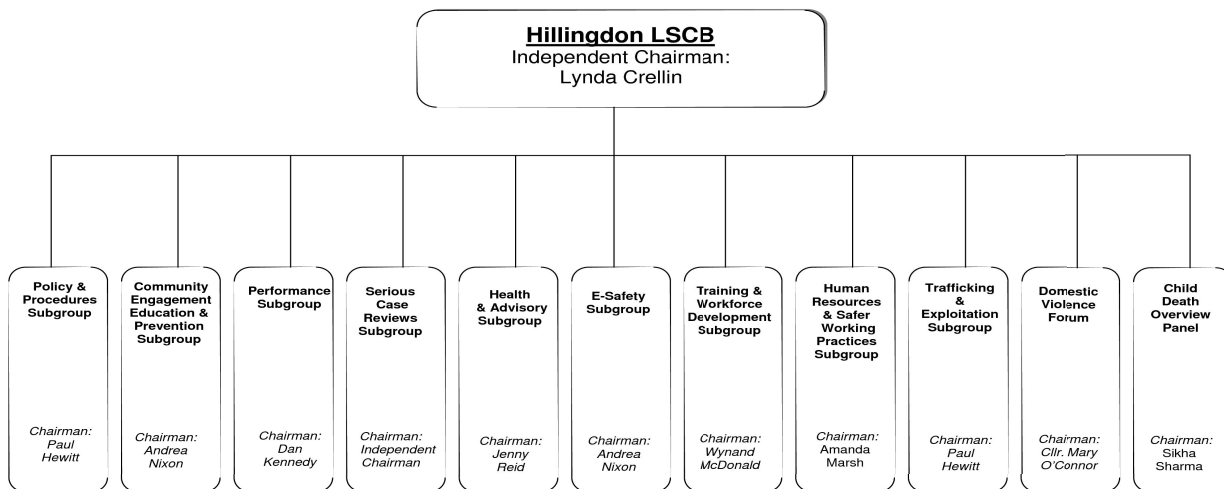 Hillingdon LSCB
Independent Chairman:
Lynda Crellin
Policy &
Procedures
Subgroup
Chairman:
Paul
Hewitt
Community
Engagement
Education &
Prevention
Subgroup
Chairman:
Andrea
Nixon
Performance
Subgroup
Chairman:
Dan
Kennedy
Serious
Case
Reviews
Subgroup
Chairman:
Independent
Chairman
Health
& Advisory
Subgroup
Chairman:
Jenny
Reid
E-Safety
Subgroup
Chairman:
Andrea
Nixon
Training &
Workforce
Development
Subgroup
Chairman:
Wynand
McDonald
Human
Resources
& Safer
Working
Practices
Subgroup
Chairman:
Amanda
Marsh
Trafficking
&
Exploitation
Subgroup
Chairman:
Paul
Hewitt
Domestic
Violence
Forum
Chairman:
Cllr. Mary
O'Connor
Child
Death
Overview
Panel
Chairman:
Sikha
Sharma